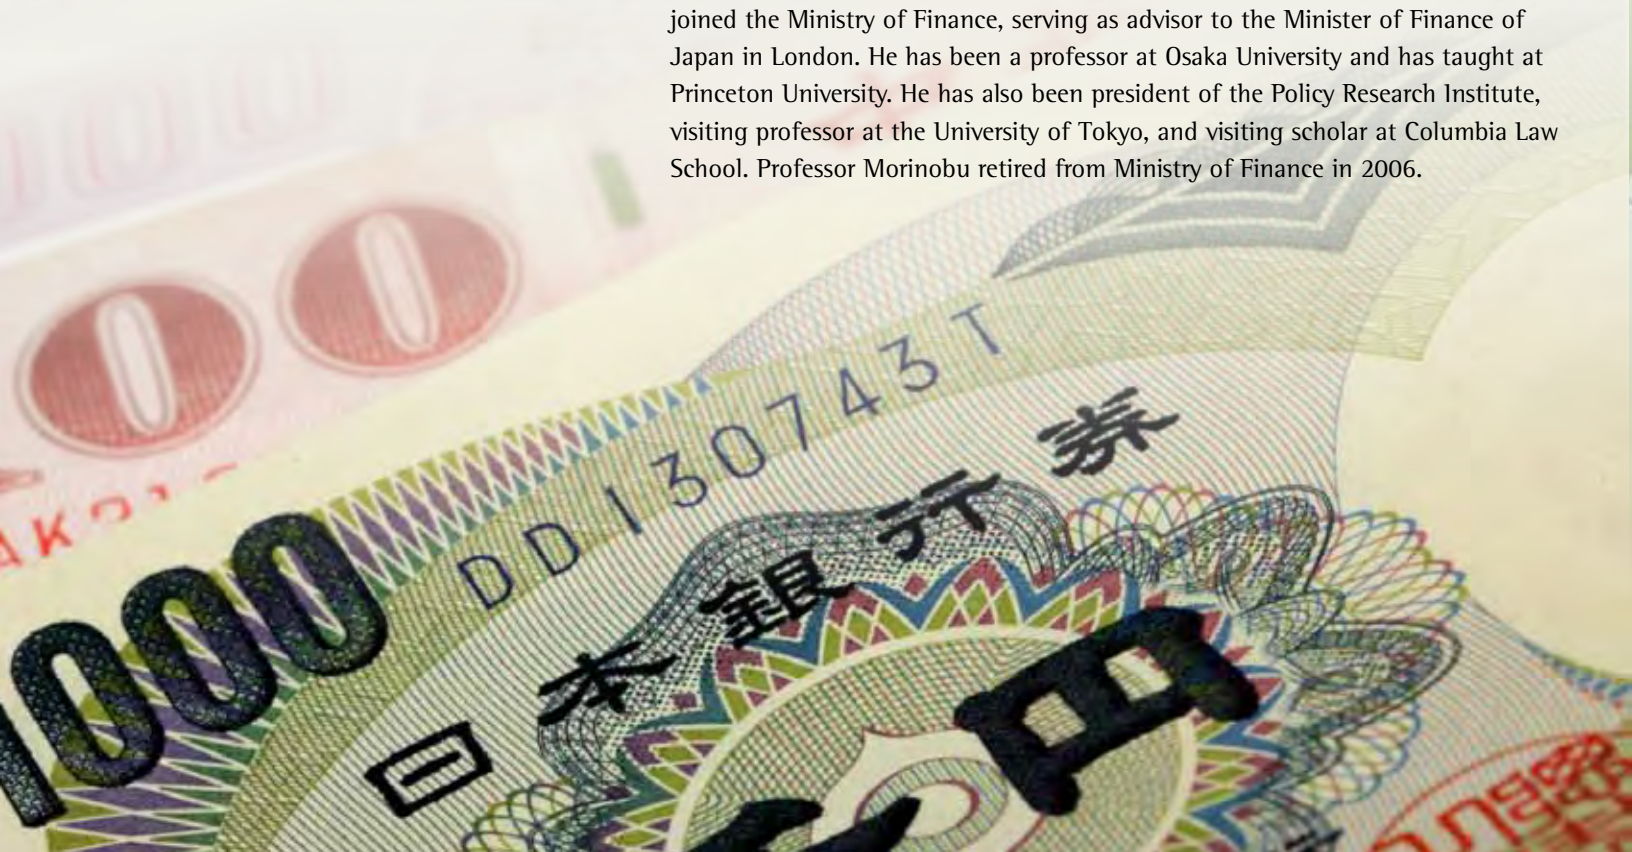 joined the Ministry of Finance, serving as advisor to the Minister of Finance of
Japan in London. He has been a professor at Osaka University and has taught at
Princeton University. He has also been president of the Policy Research Institute,
visiting professor at the University of Tokyo, and visiting scholar at Columbia Law
School. Professor Morinobu retired from Ministry of Finance in 2006.
00
DD130743T
1000
日本銀行券
円